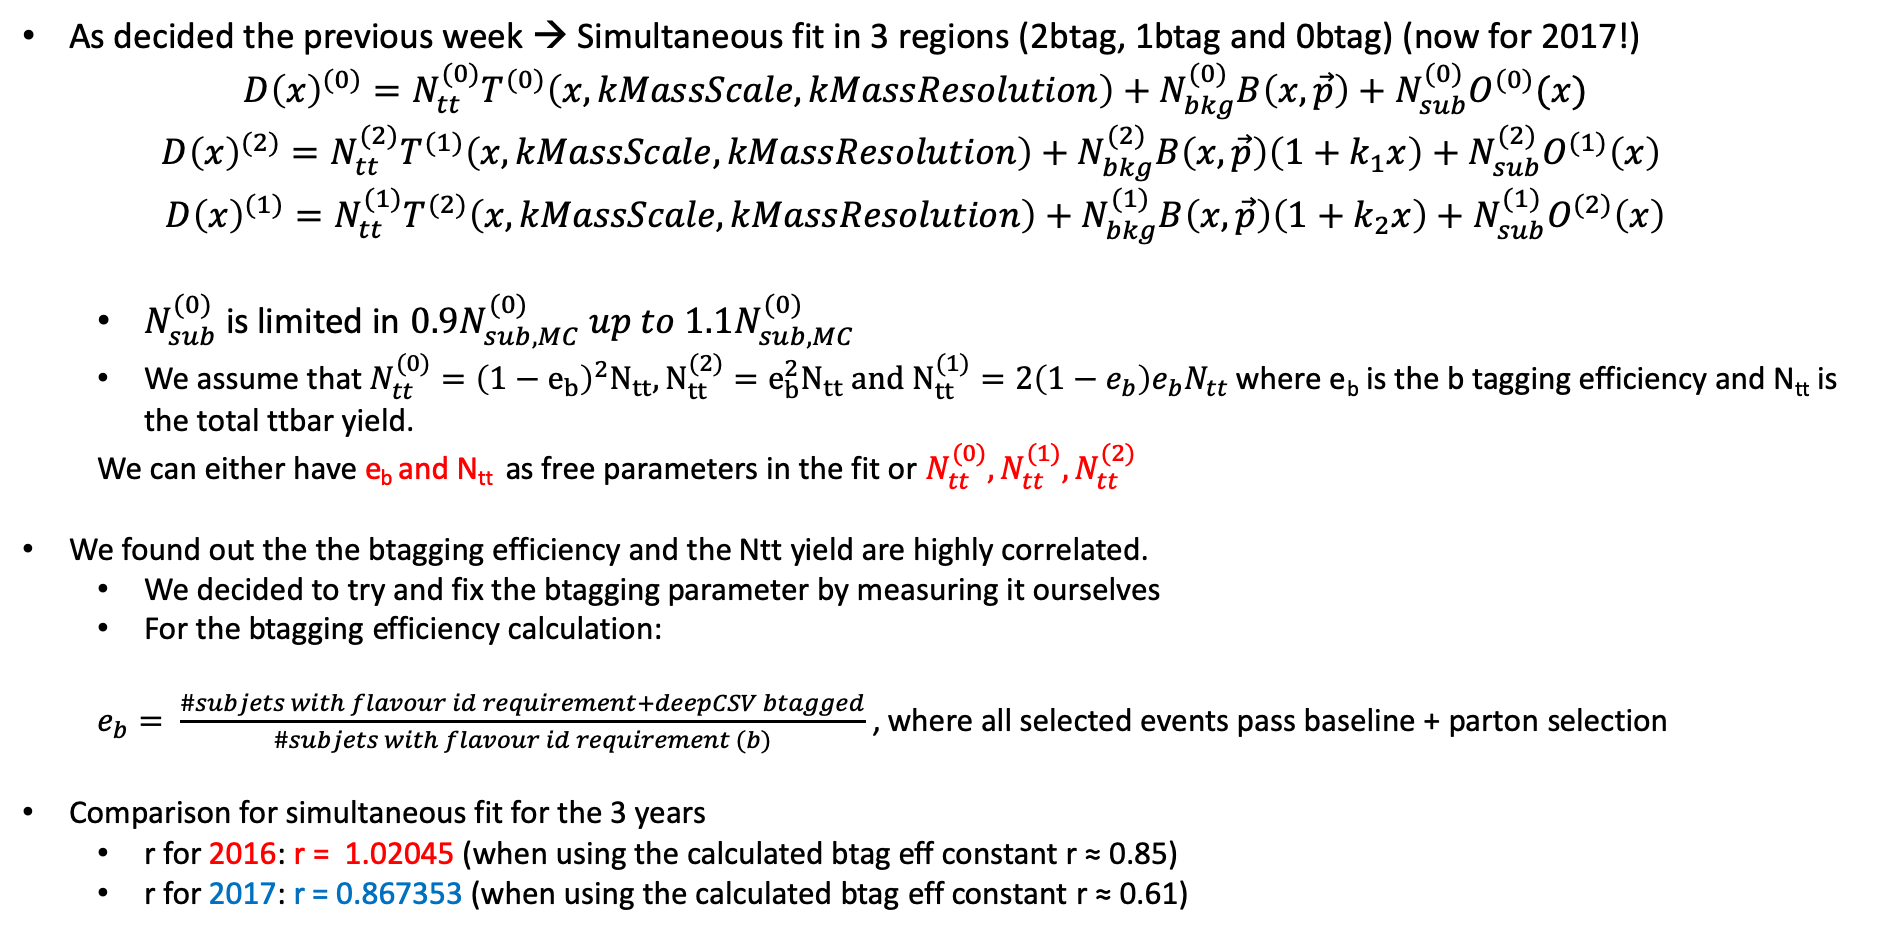 • As decided the previous week → Simultaneous fit in 3 regions (2btag, 1btag and 0btag) (now for 2017!)
D(x)^(0) = N_tt^(0) T^(0)(x, kMassScale, kMassResolution) + N_bkg^(0) B(x, p⃗) + N_sub^(0) O^(0)(x)
D(x)^(2) = N_tt^(2) T^(1)(x, kMassScale, kMassResolution) + N_bkg^(2) B(x, p⃗)(1 + k₁x) + N_sub^(2) O^(1)(x)
D(x)^(1) = N_tt^(1) T^(2)(x, kMassScale, kMassResolution) + N_bkg^(1) B(x, p⃗)(1 + k₂x) + N_sub^(1) O^(2)(x)
• N_sub^(0) is limited in 0.9N_sub,MC^(0) up to 1.1N_sub,MC^(0)
• We assume that N_tt^(0) = (1 − e_b)²N_tt, N_tt^(2) = e_b²N_tt and N_tt^(1) = 2(1 − e_b)e_bN_tt where e_b is the b tagging efficiency and N_tt is
the total ttbar yield.
We can either have e_b and N_tt as free parameters in the fit or N_tt^(0), N_tt^(1), N_tt^(2)
• We found out the the btagging efficiency and the Ntt yield are highly correlated.
• We decided to try and fix the btagging parameter by measuring it ourselves
• For the btagging efficiency calculation:
e_b = #subjets with flavour id requirement+deepCSV btagged / #subjets with flavour id requirement (b) , where all selected events pass baseline + parton selection
• Comparison for simultaneous fit for the 3 years
• r for 2016: r = 1.02045 (when using the calculated btag eff constant r ≈ 0.85)
• r for 2017: r = 0.867353 (when using the calculated btag eff constant r ≈ 0.61)